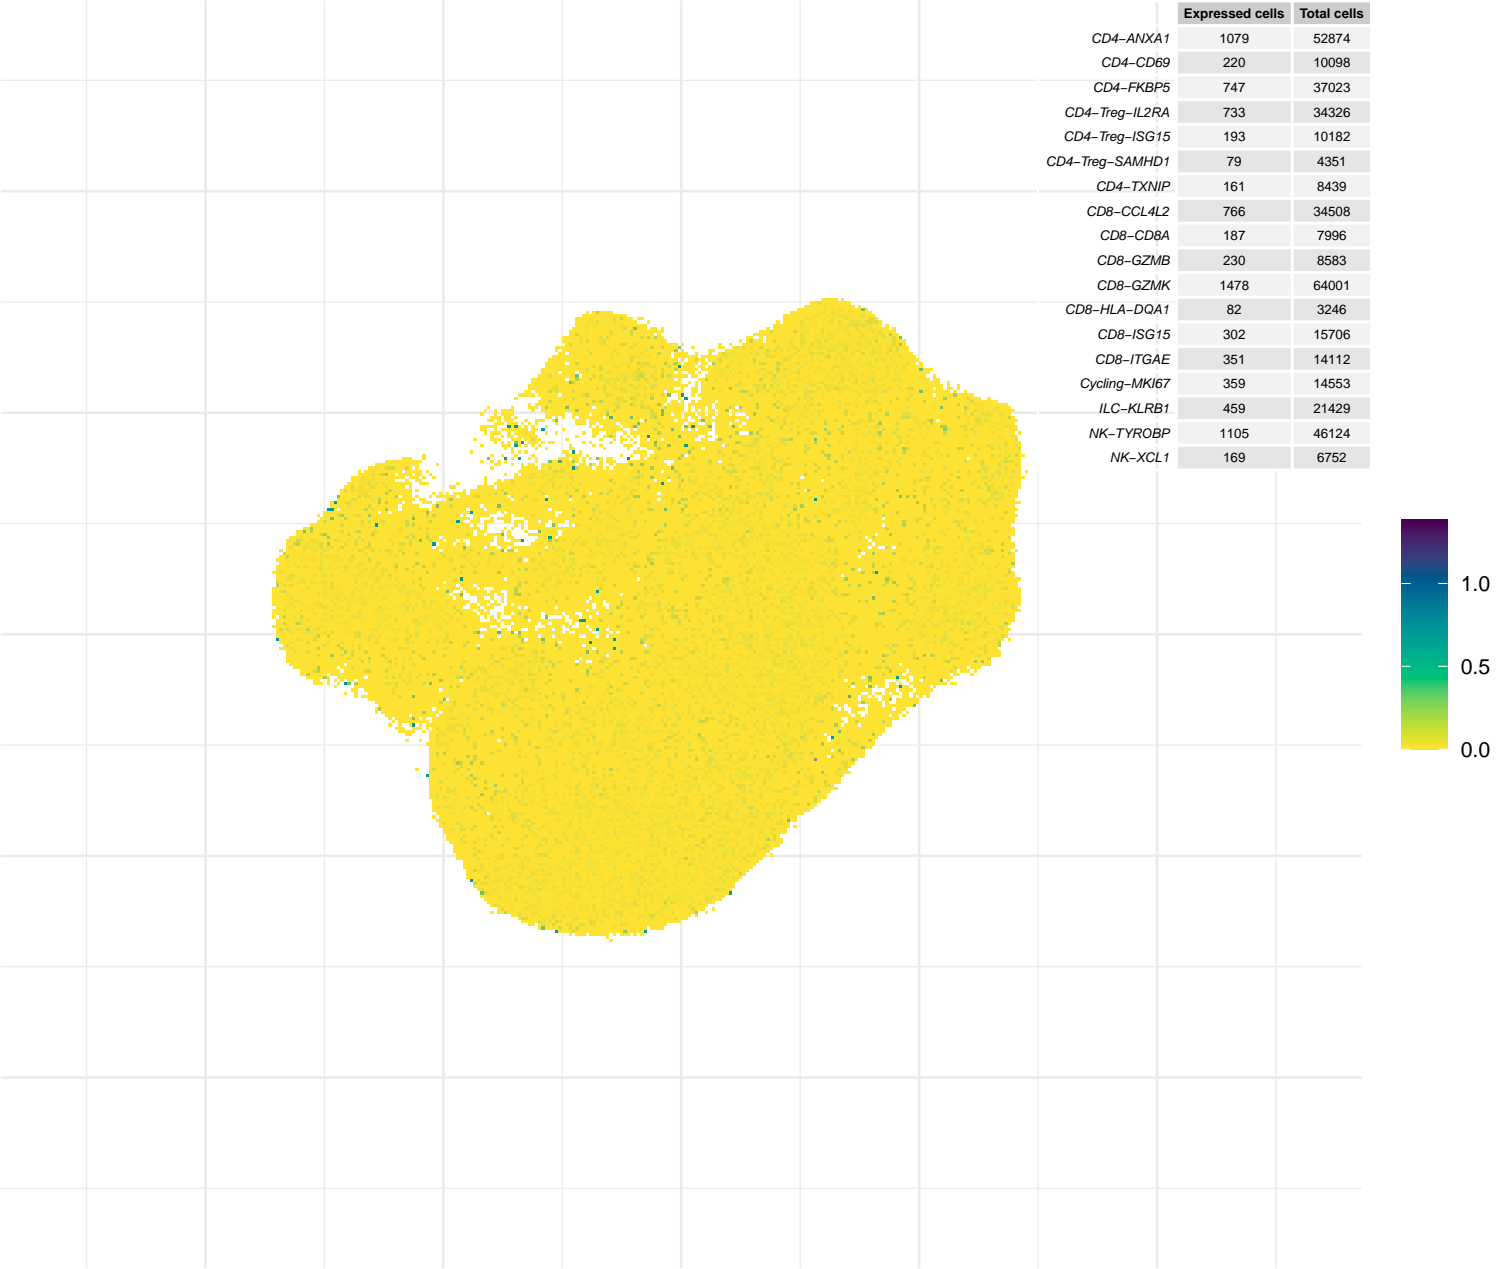 Expressed cells Total cells
CD4−ANXA1 1079 52874
CD4−CD69 220 10098
CD4−FKBP5 747 37023
CD4−Treg−IL2RA 733 34326
CD4−Treg−ISG15 193 10182
CD4−Treg−SAMHD1 79 4351
CD4−TXNIP 161 8439
CD8−CCL4L2 766 34508
CD8−CD8A 187 7996
CD8−GZMB 230 8583
CD8−GZMK 1478 64001
CD8−HLA−DQA1 82 3246
CD8−ISG15 302 15706
CD8−ITGAE 351 14112
Cycling−MKI67 359 14553
ILC−KLRB1 459 21429
NK−TYROBP 1105 46124
NK−XCL1 169 6752
1.0
0.5
0.0